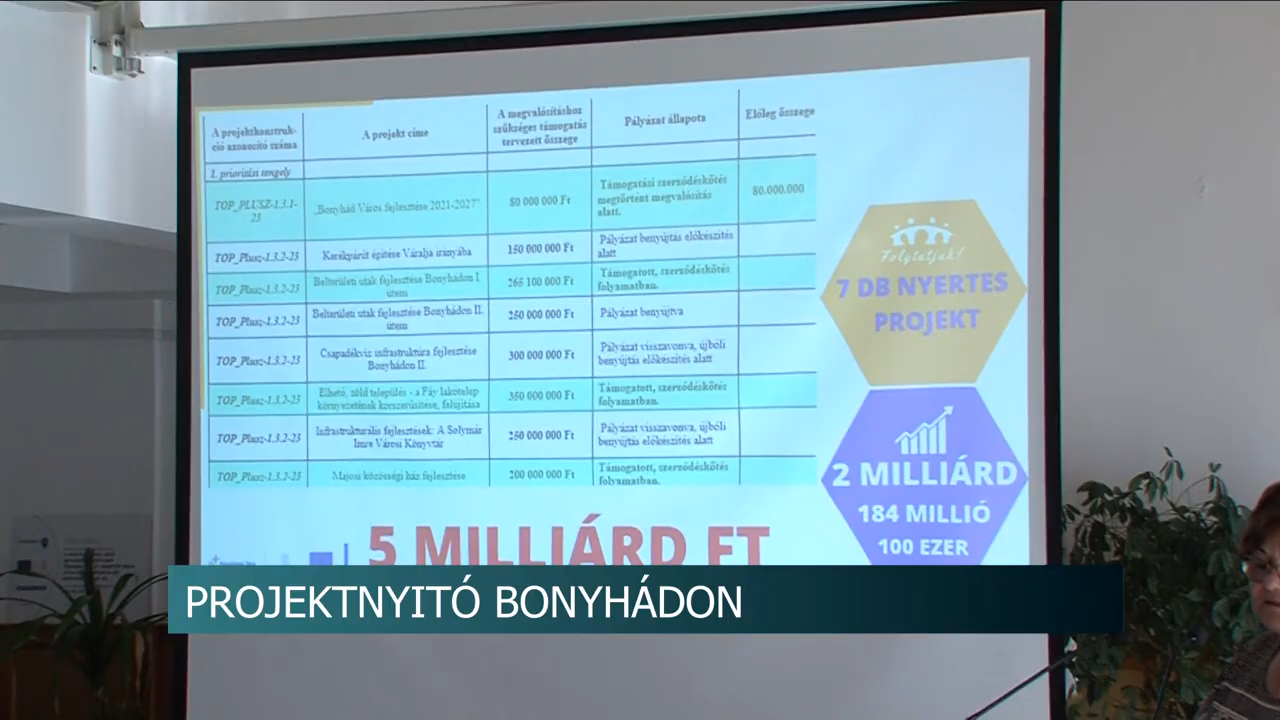 A projektkonstruk-
ció azonosító száma
A projekt címe
A megvalósításhoz
szükséges támogatás
tervezett összege
Pályázat állapota
Előleg összege
1. prioritási tengely
TOP_PLUSZ-1.3.1-
23
„Bonyhád Város fejlesztése 2021-2027”
80 000 000 Ft
Támogatási szerződéskötés
megtörtént megvalósítás
alatt.
80.000.000
TOP_Plusz-1.3.2-23
Kerékpárút építése Váralja irányába
150 000 000 Ft
Pályázat benyújtás előkészítés
alatt
TOP_Plusz-1.3.2-23
Belterületi utak fejlesztése Bonyhádon I.
ütem
265 100 000 Ft
Támogatott, szerződéskötés
folyamatban.
TOP_Plusz-1.3.2-23
Belterületi utak fejlesztése Bonyhádon II.
ütem
250 000 000 Ft
Pályázat benyújtva
TOP_Plusz-1.3.2-23
Csapadékvíz infrastruktúra fejlesztése
Bonyhádon II.
300 000 000 Ft
Pályázat visszavonva, újbóli
benyújtás előkészítés alatt
TOP_Plusz-1.3.2-23
Élhető, zöld település - a Fáy lakótelep
környezetének korszerűsítése, felújítása
350 000 000 Ft
Támogatott, szerződéskötés
folyamatban.
TOP_Plusz-1.3.2-23
Infrastrukturális fejlesztések: A Solymár
Imre Városi Könyvtár
250 000 000 Ft
Pályázat visszavonva, újbóli
benyújtás előkészítés alatt
TOP_Plusz-1.3.2-23
Majosi közösségi ház fejlesztése
200 000 000 Ft
Támogatott, szerződéskötés
folyamatban.
Folytatjuk!
7 DB NYERTES
PROJEKT
2 MILLIÁRD
184 MILLIÓ
100 EZER
5 MILLIÁRD FT
PROJEKTNYITÓ BONYHÁDON